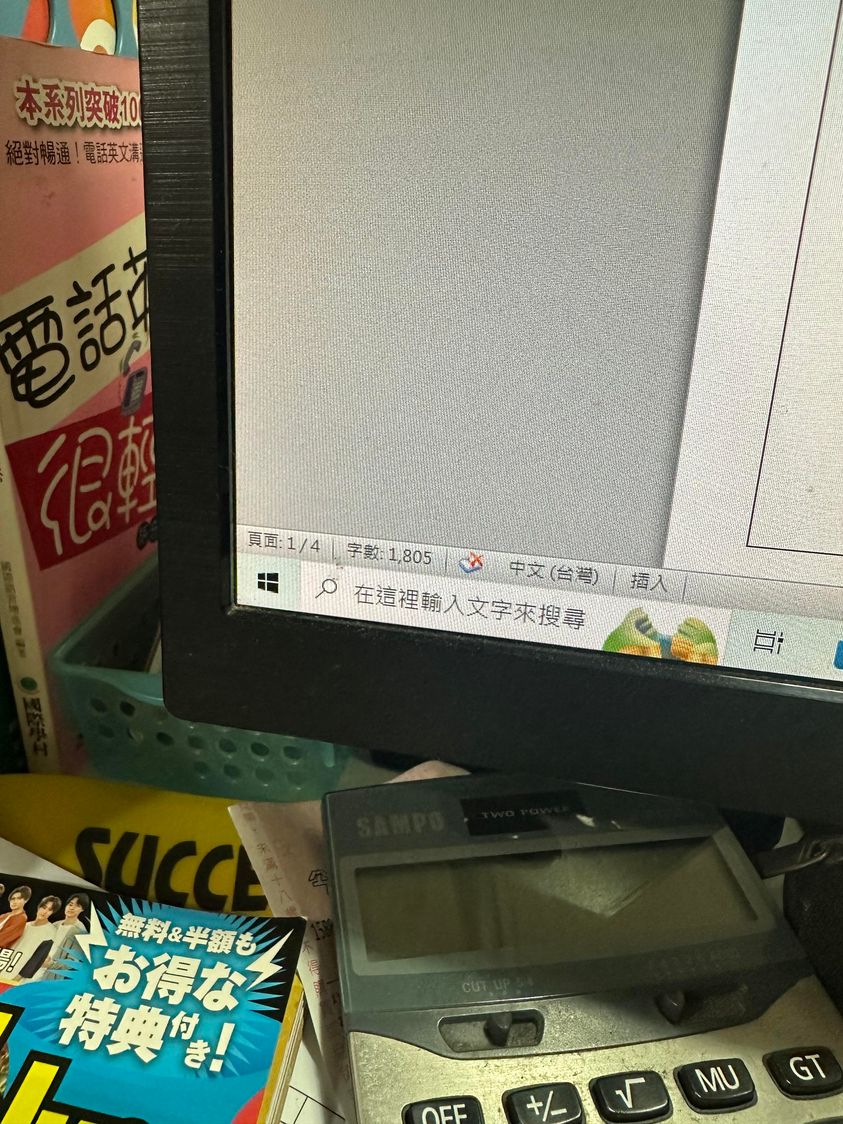 本系列突破10
絕對暢通！電話英文溝
電話英
很輕
國際學村
頁面: 1 / 4
字數: 1,805
中文 (台灣)
插入
在這裡輸入文字來搜尋
SUCCE
無料&半額も
お得な
特典付き!
SAMPO
TWO POWER
CUT UP 5/4
OFF
+/−
√
MU
GT